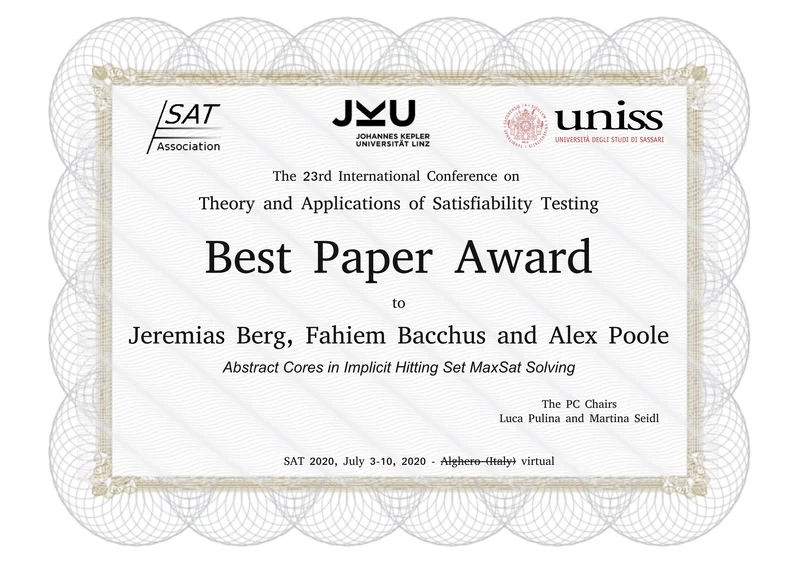 SAT
Association
JKU
JOHANNES KEPLER
UNIVERSITÄT LINZ
uniss
UNIVERSITÀ DEGLI STUDI DI SASSARI
The 23rd International Conference on
Theory and Applications of Satisfiability Testing
Best Paper Award
to
Jeremias Berg, Fahiem Bacchus and Alex Poole
Abstract Cores in Implicit Hitting Set MaxSat Solving
The PC Chairs
Luca Pulina and Martina Seidl
SAT 2020, July 3-10, 2020 - Alghero (Italy) virtual